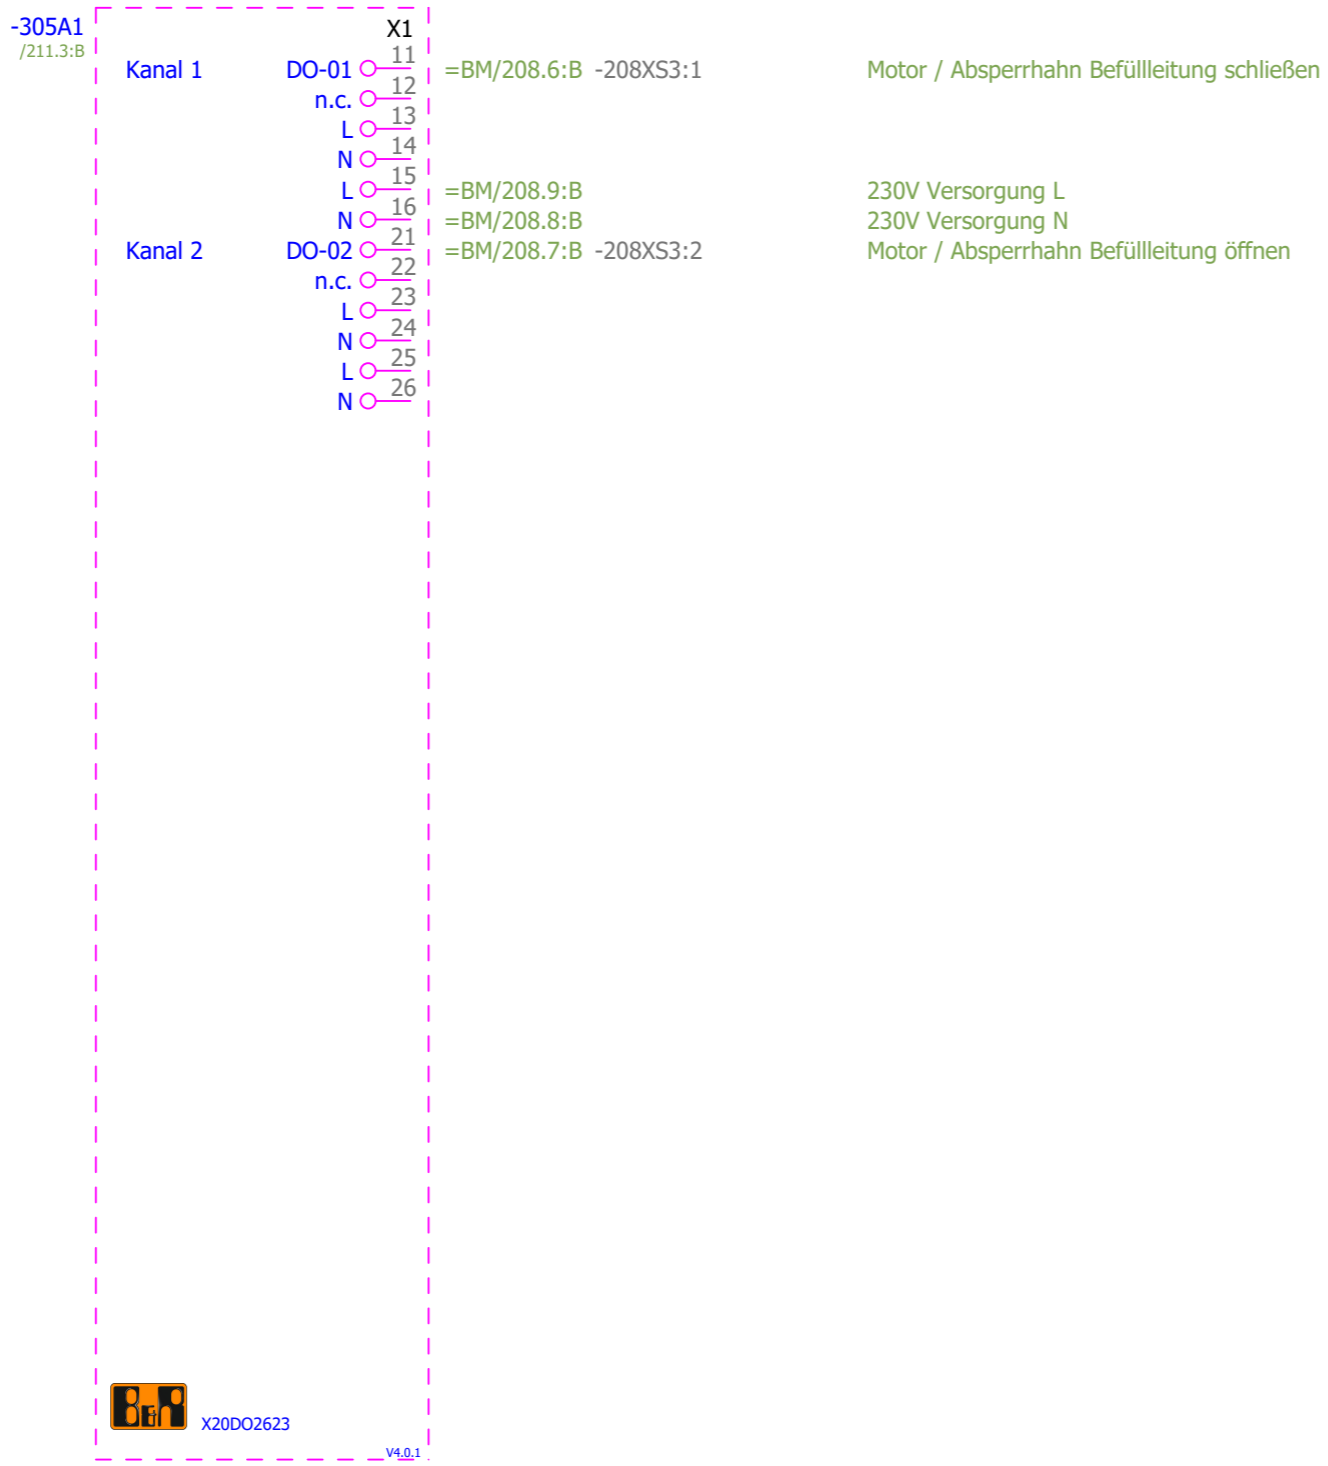 -305A1
/211.3:B
X1
Kanal 1 DO-01 11 =BM/208.6:B -208XS3:1 Motor / Absperrhahn Befüllleitung schließen
n.c. 12
L 13
N 14
L 15 =BM/208.9:B 230V Versorgung L
N 16 =BM/208.8:B 230V Versorgung N
Kanal 2 DO-02 21 =BM/208.7:B -208XS3:2 Motor / Absperrhahn Befüllleitung öffnen
n.c. 22
L 23
N 24
L 25
N 26
B&R X20DO2623
V4.0.1